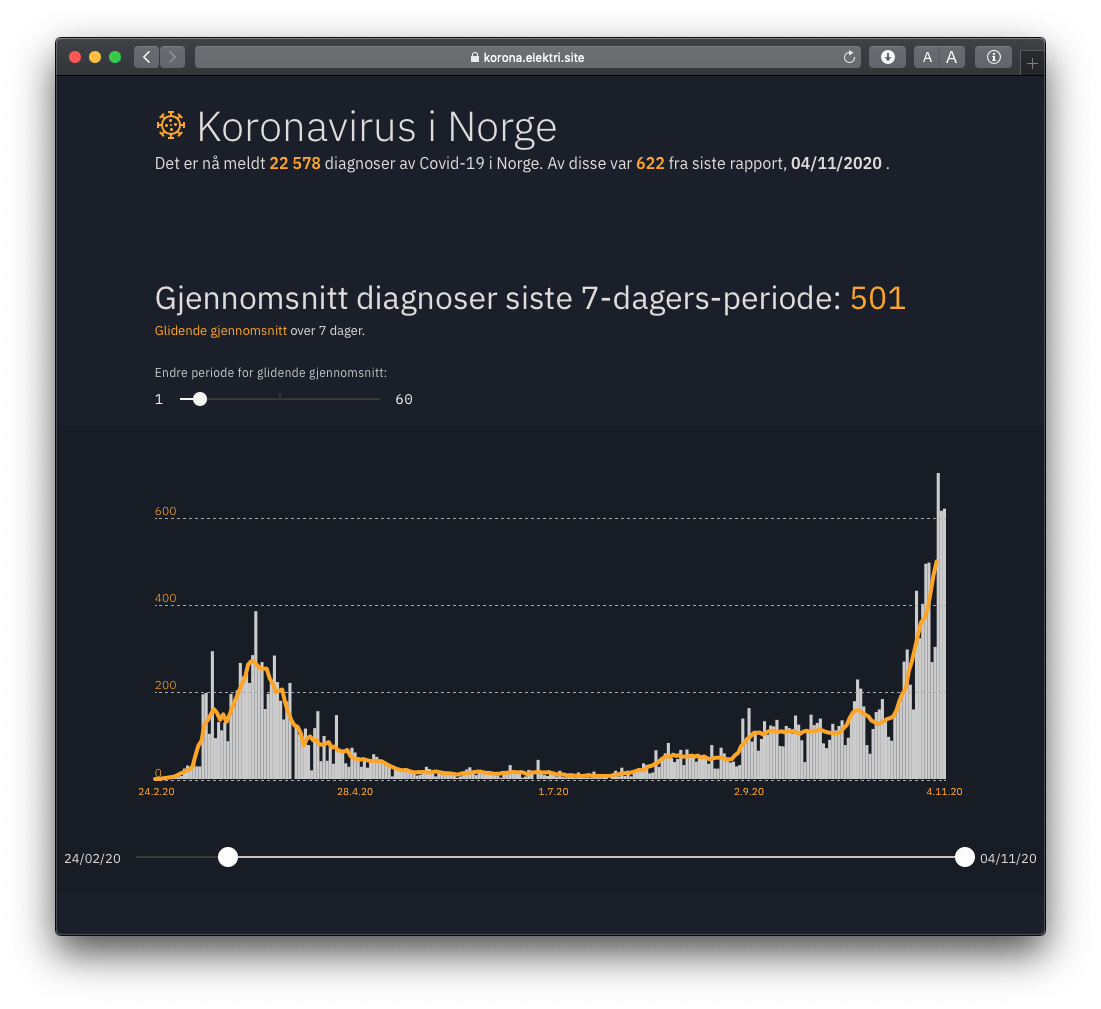 korona.elektri.site
A A
Koronavirus i Norge
Det er nå meldt 22 578 diagnoser av Covid-19 i Norge. Av disse var 622 fra siste rapport, 04/11/2020 .
Gjennomsnitt diagnoser siste 7-dagers-periode: 501
Glidende gjennomsnitt over 7 dager.
Endre periode for glidende gjennomsnitt:
1 60
600
400
200
0
24.2.20 28.4.20 1.7.20 2.9.20 4.11.20
24/02/20 04/11/20